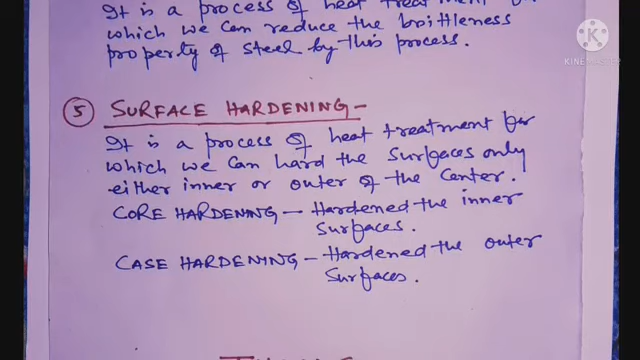 It is a process of heat treatment
which we can reduce the brittleness
property of steel by this process.
5 SURFACE HARDENING-
It is a process of heat treatment for
which we can hard the surfaces only
either inner or outer of the center.
CORE HARDENING - Hardened the inner
surfaces.
CASE HARDENING - Hardened the outer
surfaces.
K
KINEMASTER